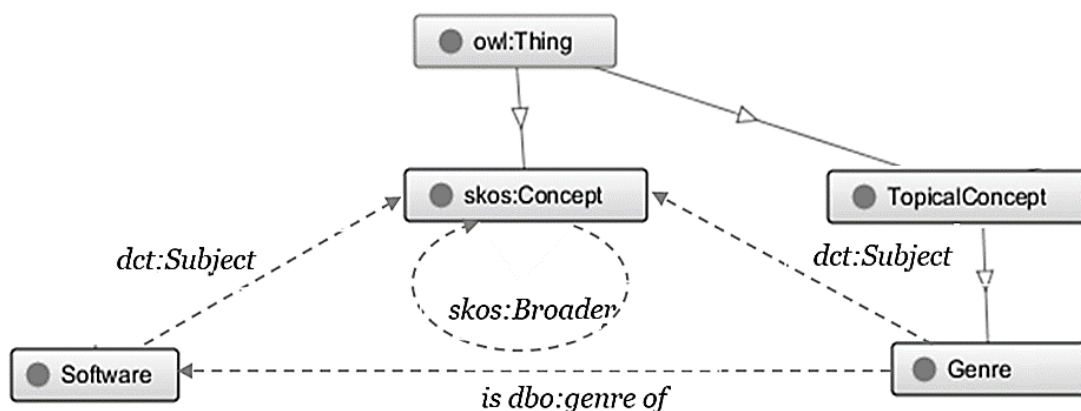 owl:Thing
skos:Concept
TopicalConcept
dct:Subject
dct:Subject
skos:Broader
Software
Genre
is dbo:genre of